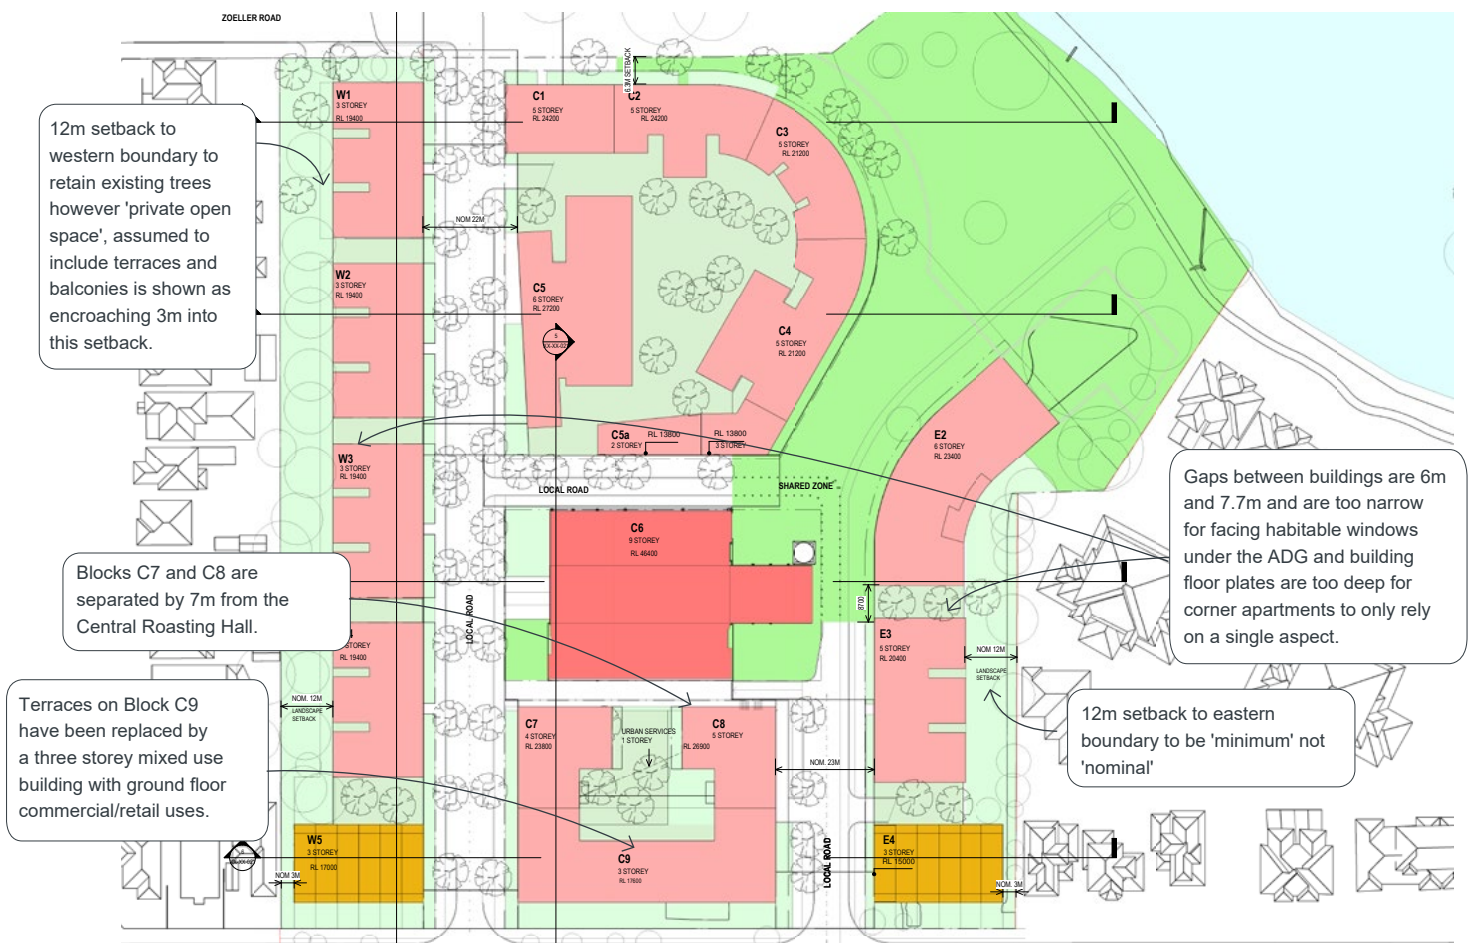 ZOELLER ROAD
6.3M SETBACK
W1
3 STOREY
RL 19400
C1
5 STOREY
RL 24200
C2
5 STOREY
RL 24200
C3
5 STOREY
RL 21200
12m setback to
western boundary to
retain existing trees
however 'private open
space', assumed to
include terraces and
balconies is shown as
encroaching 3m into
this setback.
NOM 22M
W2
3 STOREY
RL 19400
C5
6 STOREY
RL 27200
5
C4
5 STOREY
RL 21200
C5a
2 STOREY
RL 13800
RL 13800
3 STOREY
E2
6 STOREY
RL 23400
W3
3 STOREY
RL 19400
LOCAL ROAD
SHARED ZONE
Gaps between buildings are 6m
and 7.7m and are too narrow
for facing habitable windows
under the ADG and building
floor plates are too deep for
corner apartments to only rely
on a single aspect.
C6
9 STOREY
RL 46400
Blocks C7 and C8 are
separated by 7m from the
Central Roasting Hall.
LOCAL ROAD
8700
STOREY
RL 19400
E3
5 STOREY
RL 20400
NOM 12M
LANDSCAPE
SETBACK
NOM. 12M
LANDSCAPE
SETBACK
Terraces on Block C9
have been replaced by
a three storey mixed use
building with ground floor
commercial/retail uses.
12m setback to eastern
boundary to be 'minimum' not
'nominal'
C7
4 STOREY
RL 23800
URBAN SERVICES
1 STOREY
C8
5 STOREY
RL 26900
NOM. 23M
W5
3 STOREY
RL 17000
NOM 3M
C9
3 STOREY
RL 17600
LOCAL ROAD
E4
3 STOREY
RL 15000
NOM. 3M